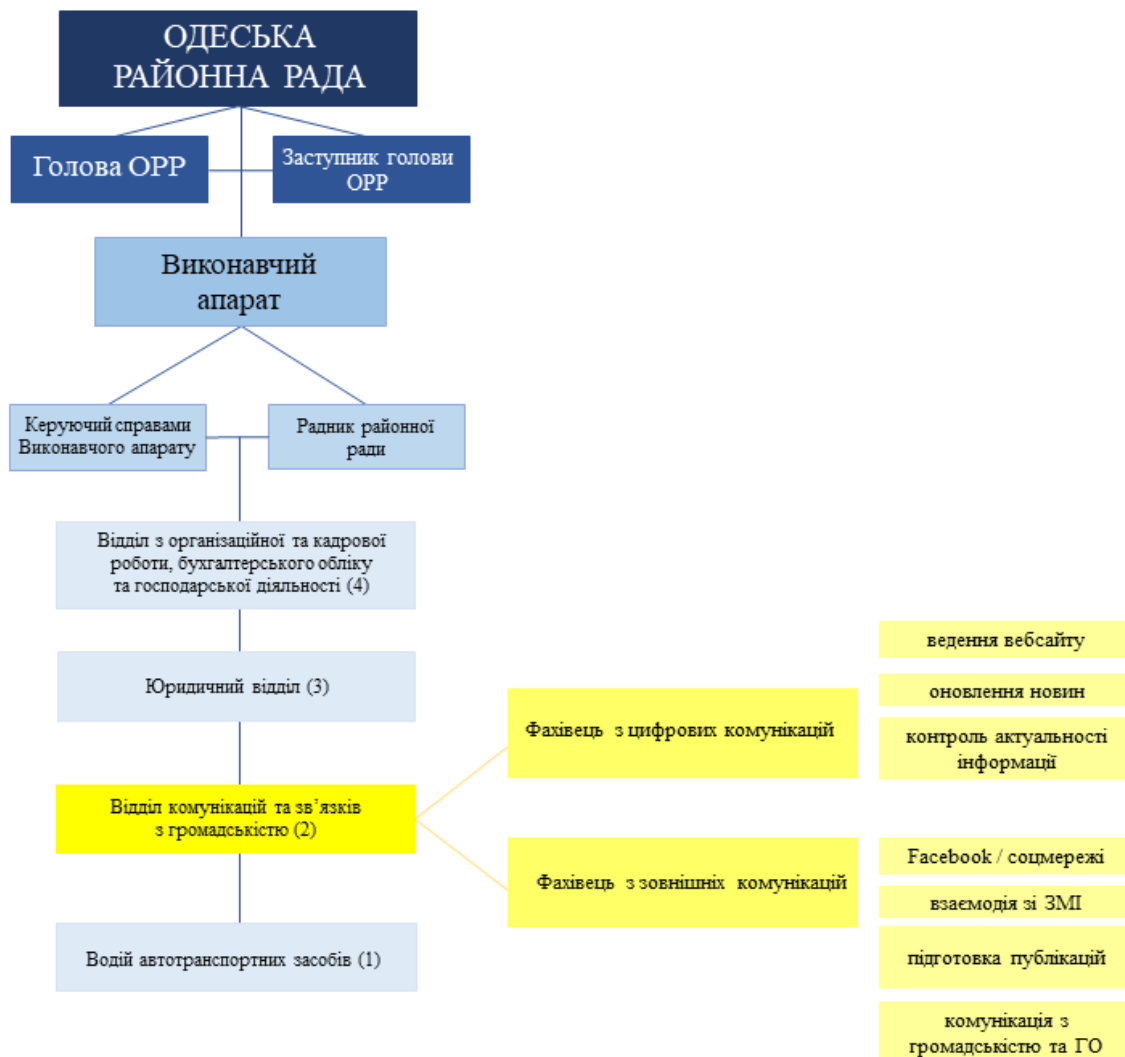 ОДЕСЬКА
РАЙОННА РАДА
Голова ОРР
Заступник голови
ОРР
Виконавчий
апарат
Керуючий справами
Виконавчого апарату
Радник районної
ради
Відділ з організаційної та кадрової
роботи, бухгалтерського обліку
та господарської діяльності (4)
Юридичний відділ (3)
Відділ комунікацій та зв’язків
з громадськістю (2)
Водій автотранспортних засобів (1)
Фахівець з цифрових комунікацій
ведення вебсайту
оновлення новин
контроль актуальності
інформації
Фахівець з зовнішніх комунікацій
Facebook / соцмережі
взаємодія зі ЗМІ
підготовка публікацій
комунікація з
громадськістю та ГО